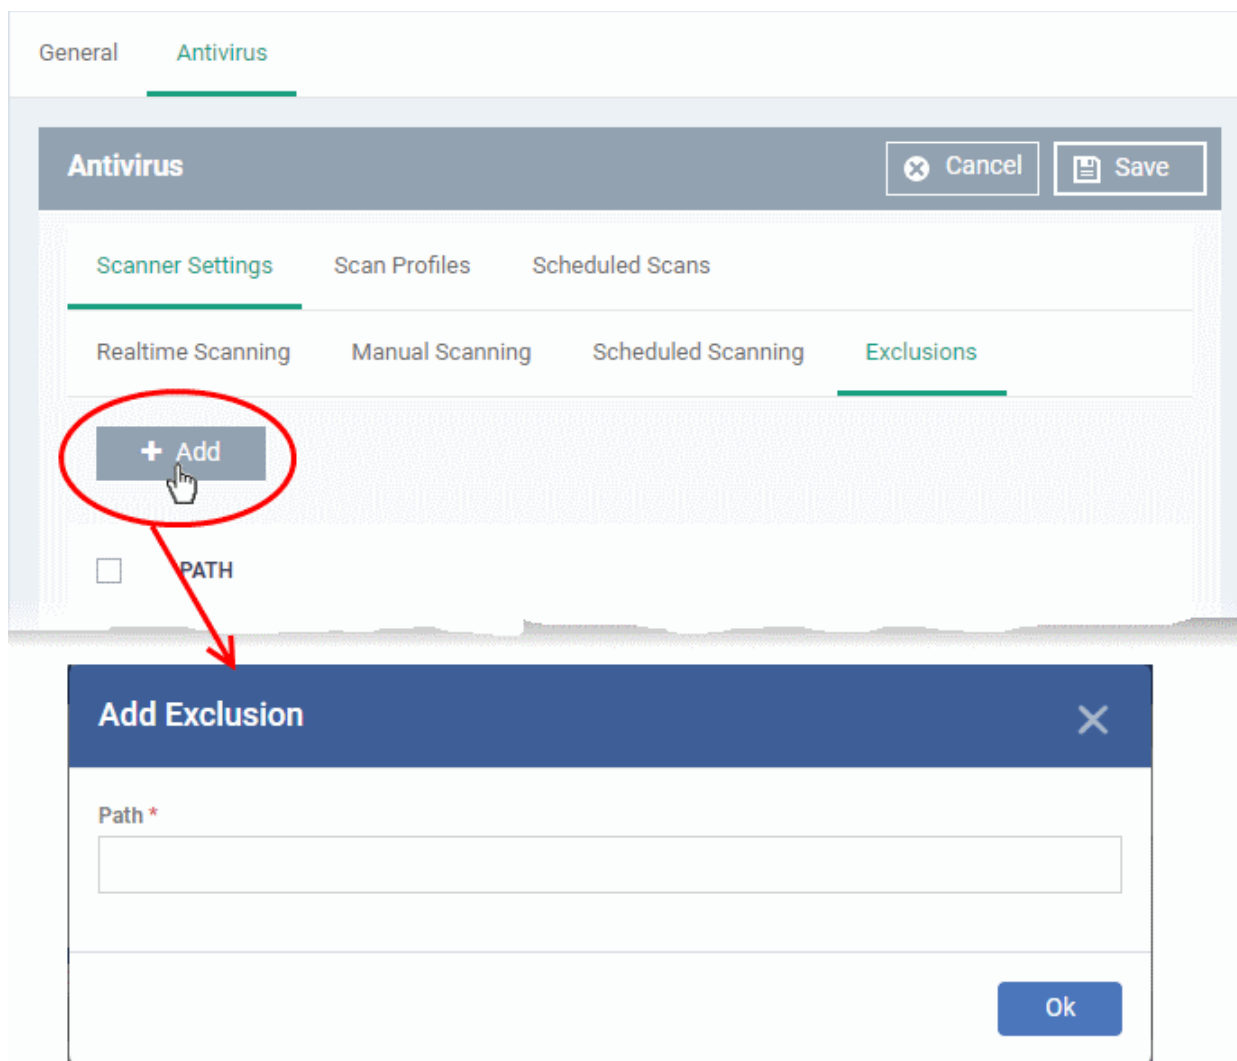 General Antivirus
Antivirus Cancel Save
Scanner Settings Scan Profiles Scheduled Scans
Realtime Scanning Manual Scanning Scheduled Scanning Exclusions
+ Add
PATH
Add Exclusion
Path *
Ok